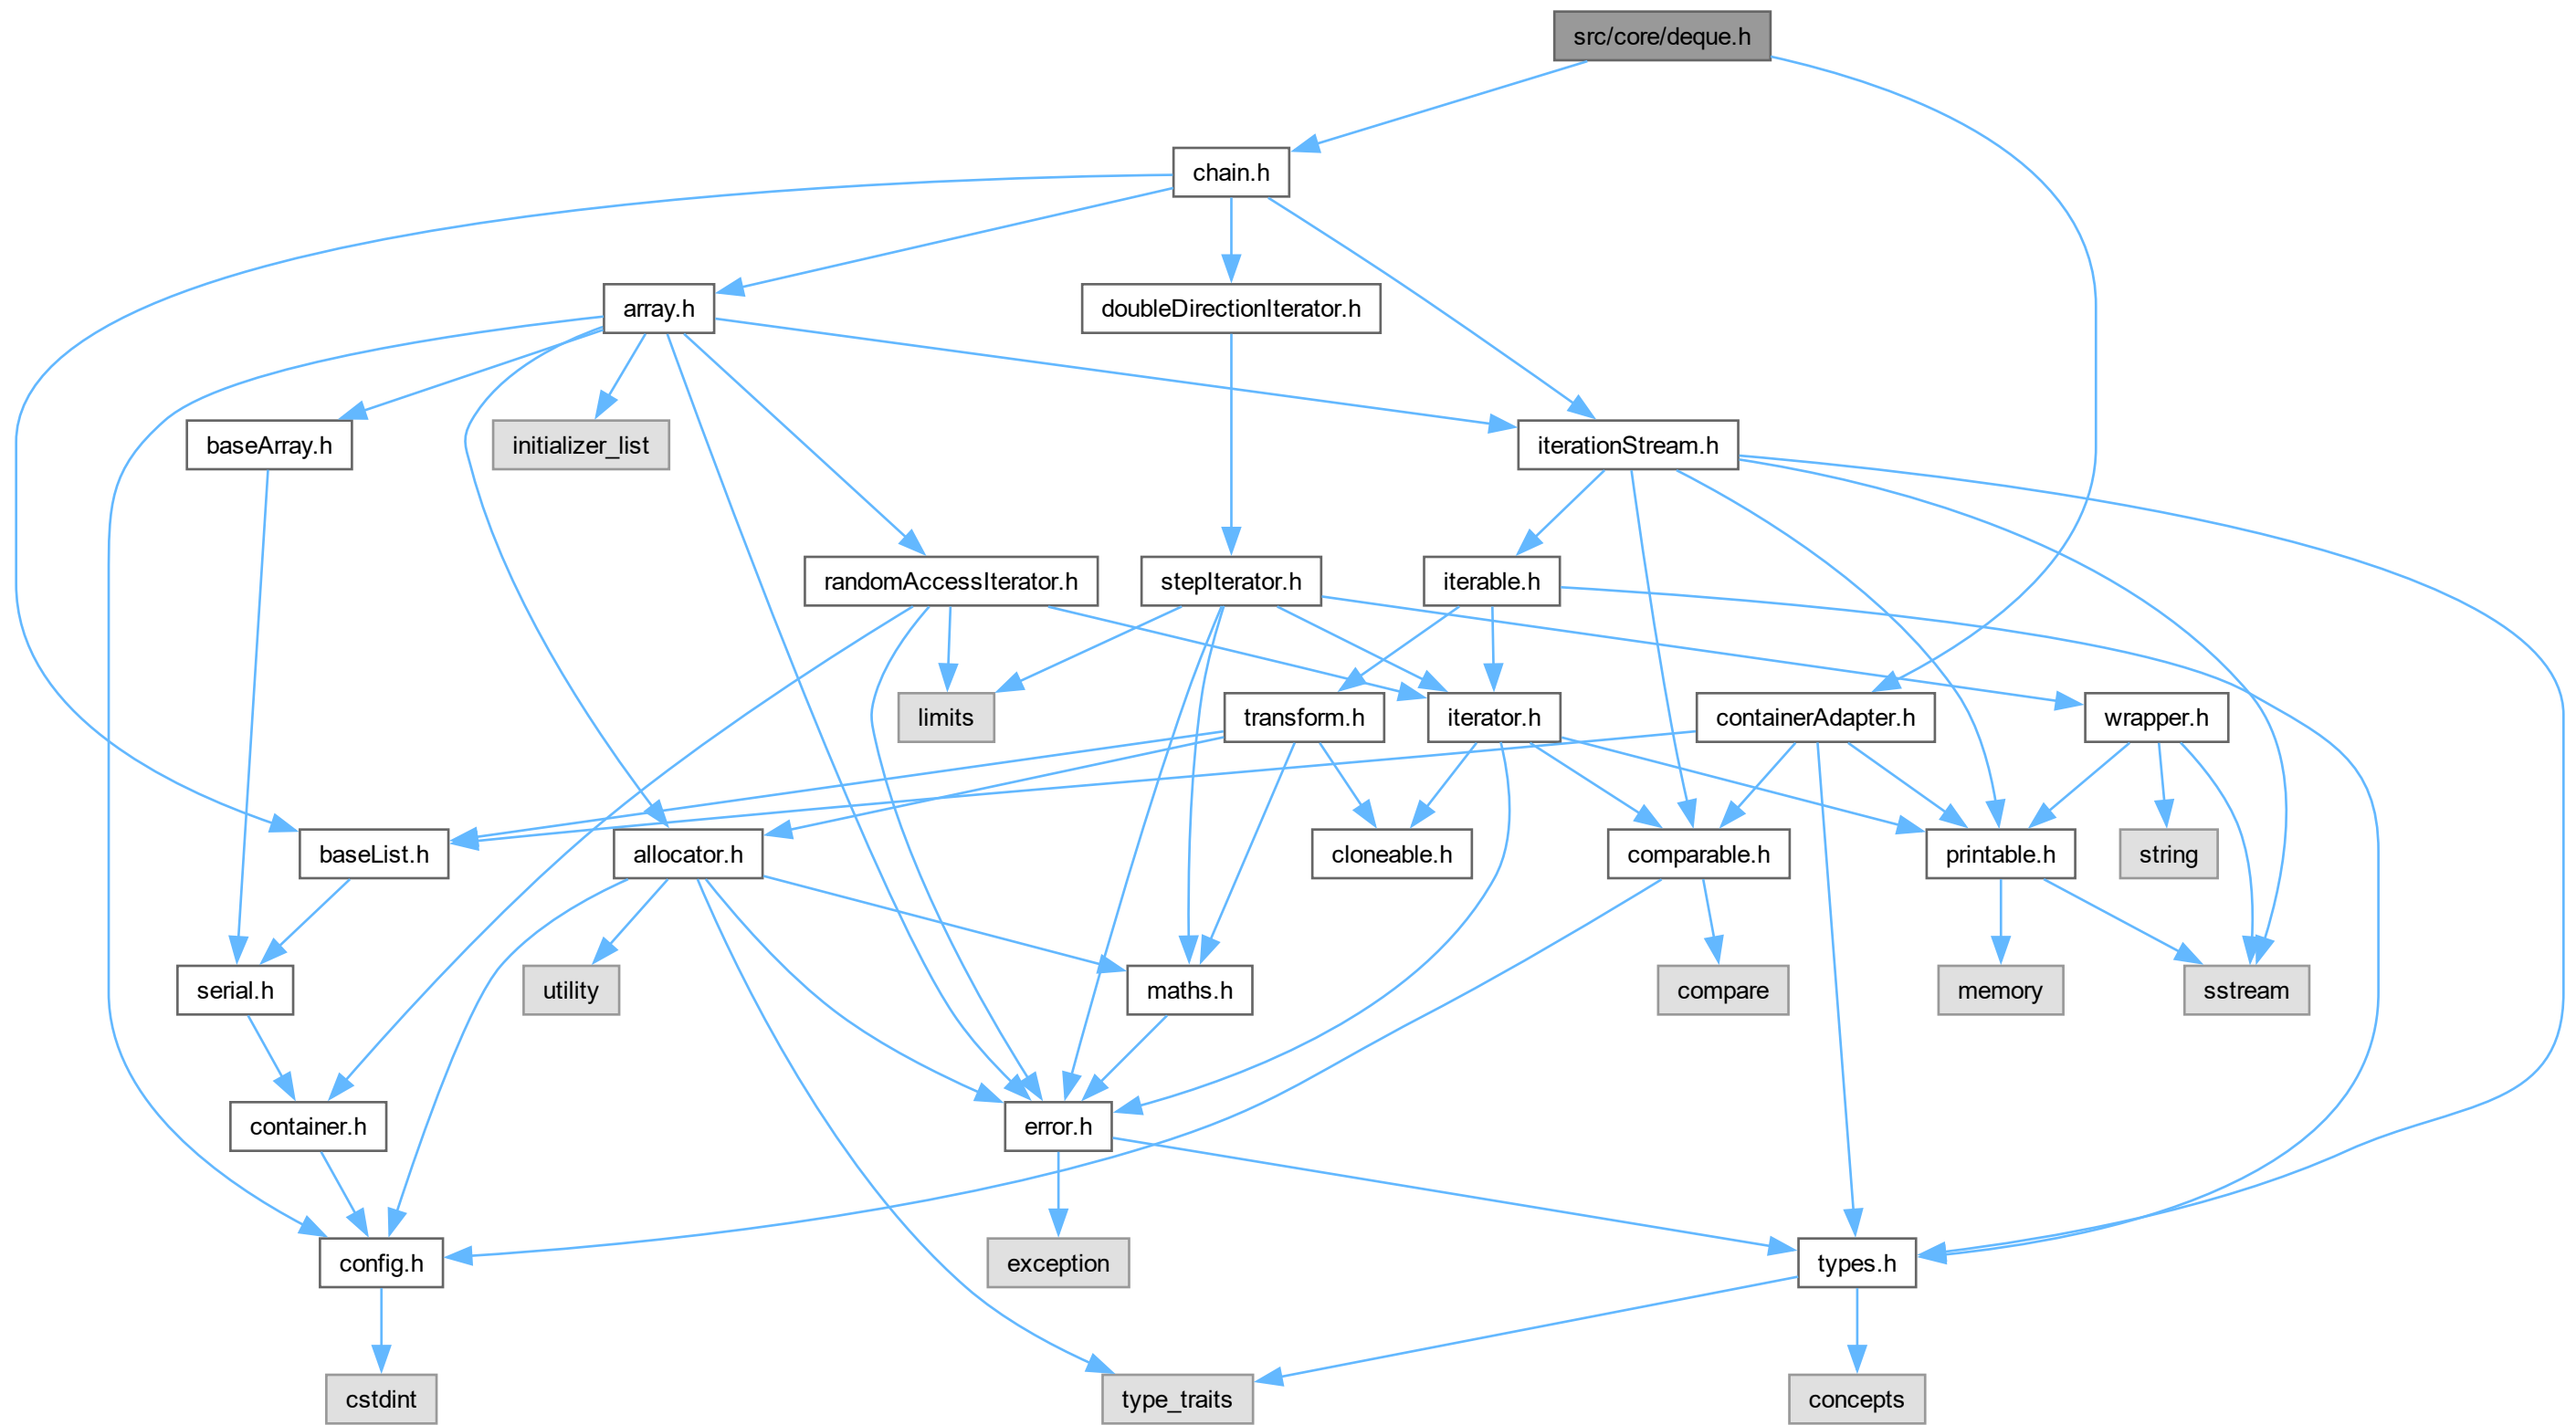 src/core/deque.h
chain.h
array.h
doubleDirectionIterator.h
baseArray.h
initializer_list
iterationStream.h
randomAccessIterator.h
stepIterator.h
iterable.h
limits
transform.h
iterator.h
containerAdapter.h
wrapper.h
baseList.h
allocator.h
cloneable.h
comparable.h
printable.h
string
serial.h
utility
maths.h
compare
memory
sstream
container.h
error.h
config.h
exception
types.h
cstdint
type_traits
concepts